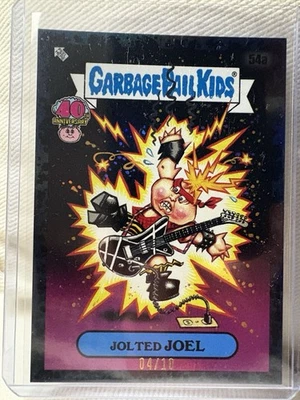 54a
GARBAGE PAIL KIDS®
40
ANNIVERSARY
JOLTED JOEL
04/10